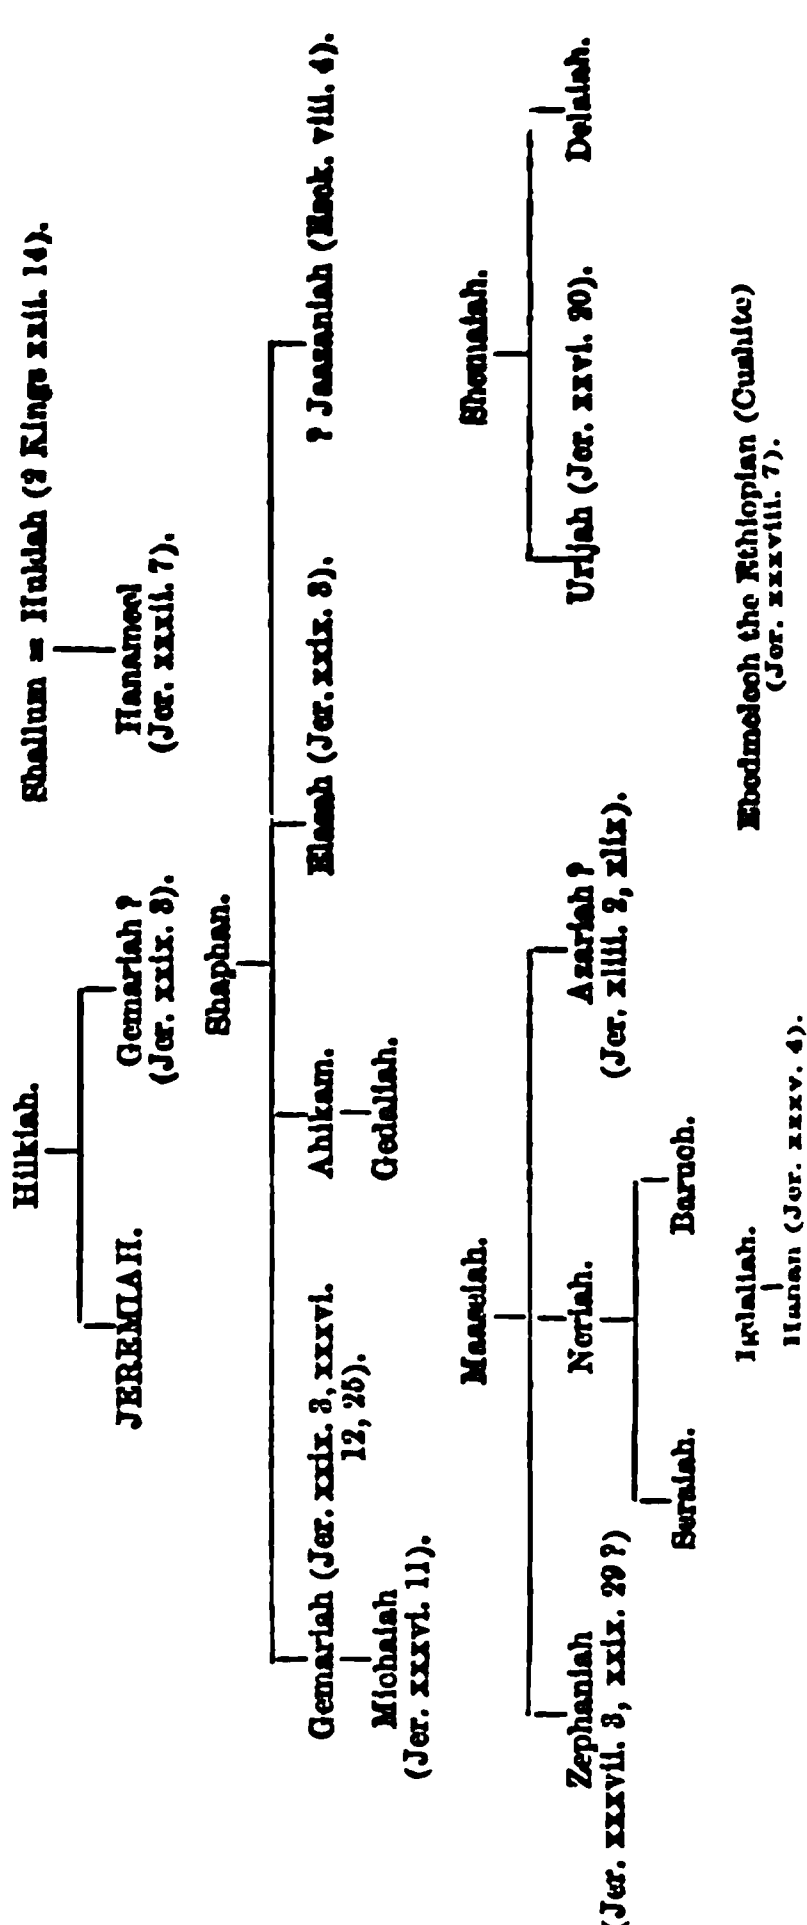 Hilkiah.
Shallum = Huldah (2 Kings xxii. 14).
JEREMIAH.
Gemariah ?
(Jer. xxix. 3).
Hanameel
(Jer. xxxii. 7).
Shaphan.
Gemariah (Jer. xxix. 3, xxxvi.
12, 25).
Ahikam.
Elasah (Jer. xxix. 3).
? Jaazaniah (Ezek. viii. 4).
Michaiah
(Jer. xxxvi. 11).
Gedaliah.
Maaseiah.
Shemaiah.
Zephaniah
(Jer. xxxvii. 3, xxix. 29 ?)
Neriah.
Azariah ?
(Jer. xliii. 2, xlix).
Urijah (Jer. xxvi. 20).
Delaiah.
Seraiah.
Baruch.
Igdaliah.
Hanan (Jer. xxxv. 4).
Ebedmelech the Ethiopian (Cushite)
(Jer. xxxviii. 7).